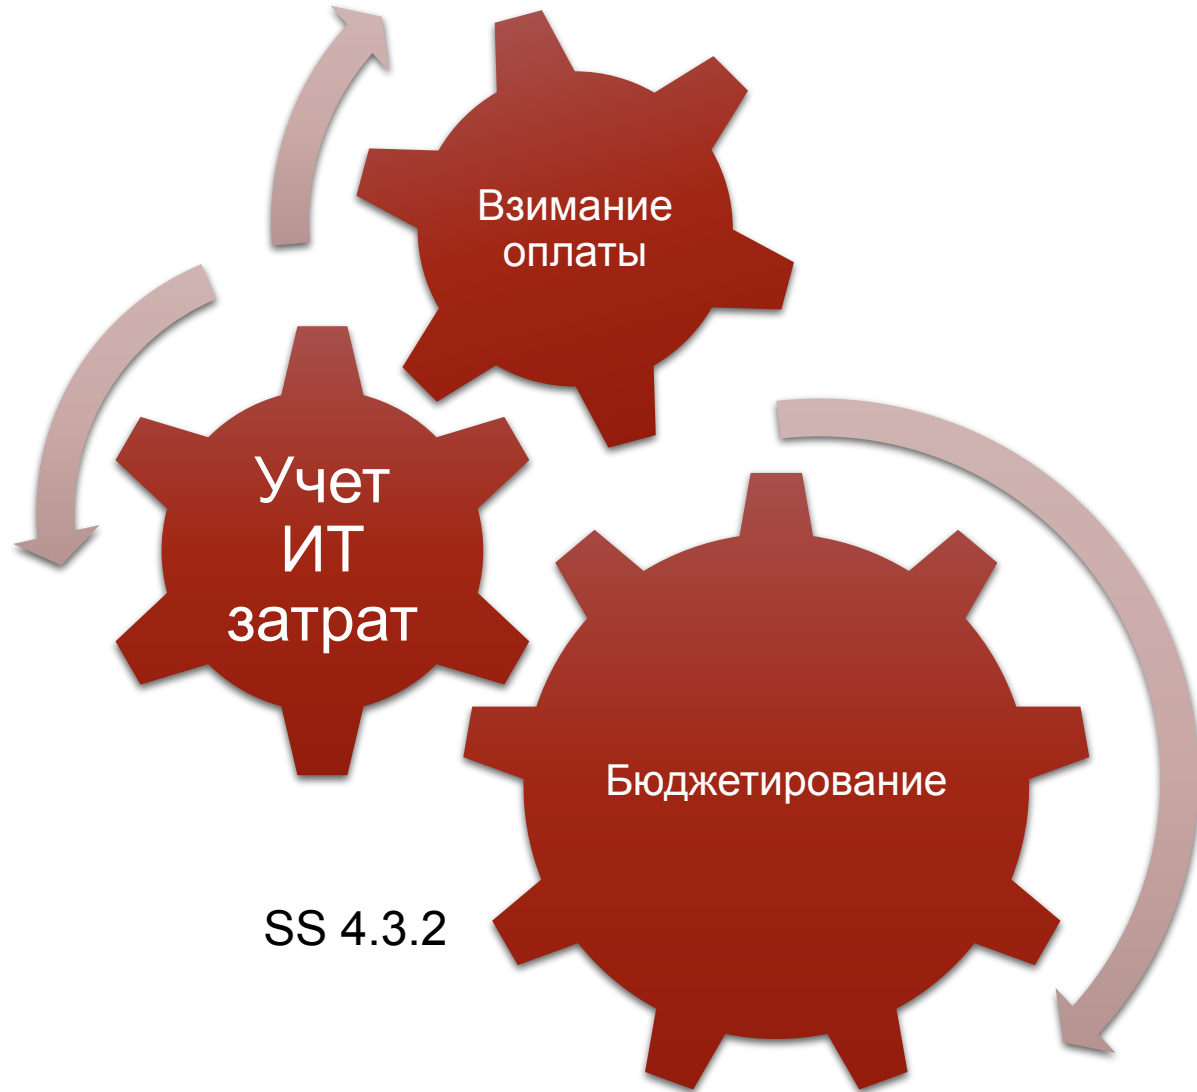 Взимание
оплаты
Учет
ИТ
затрат
Бюджетирование
SS 4.3.2